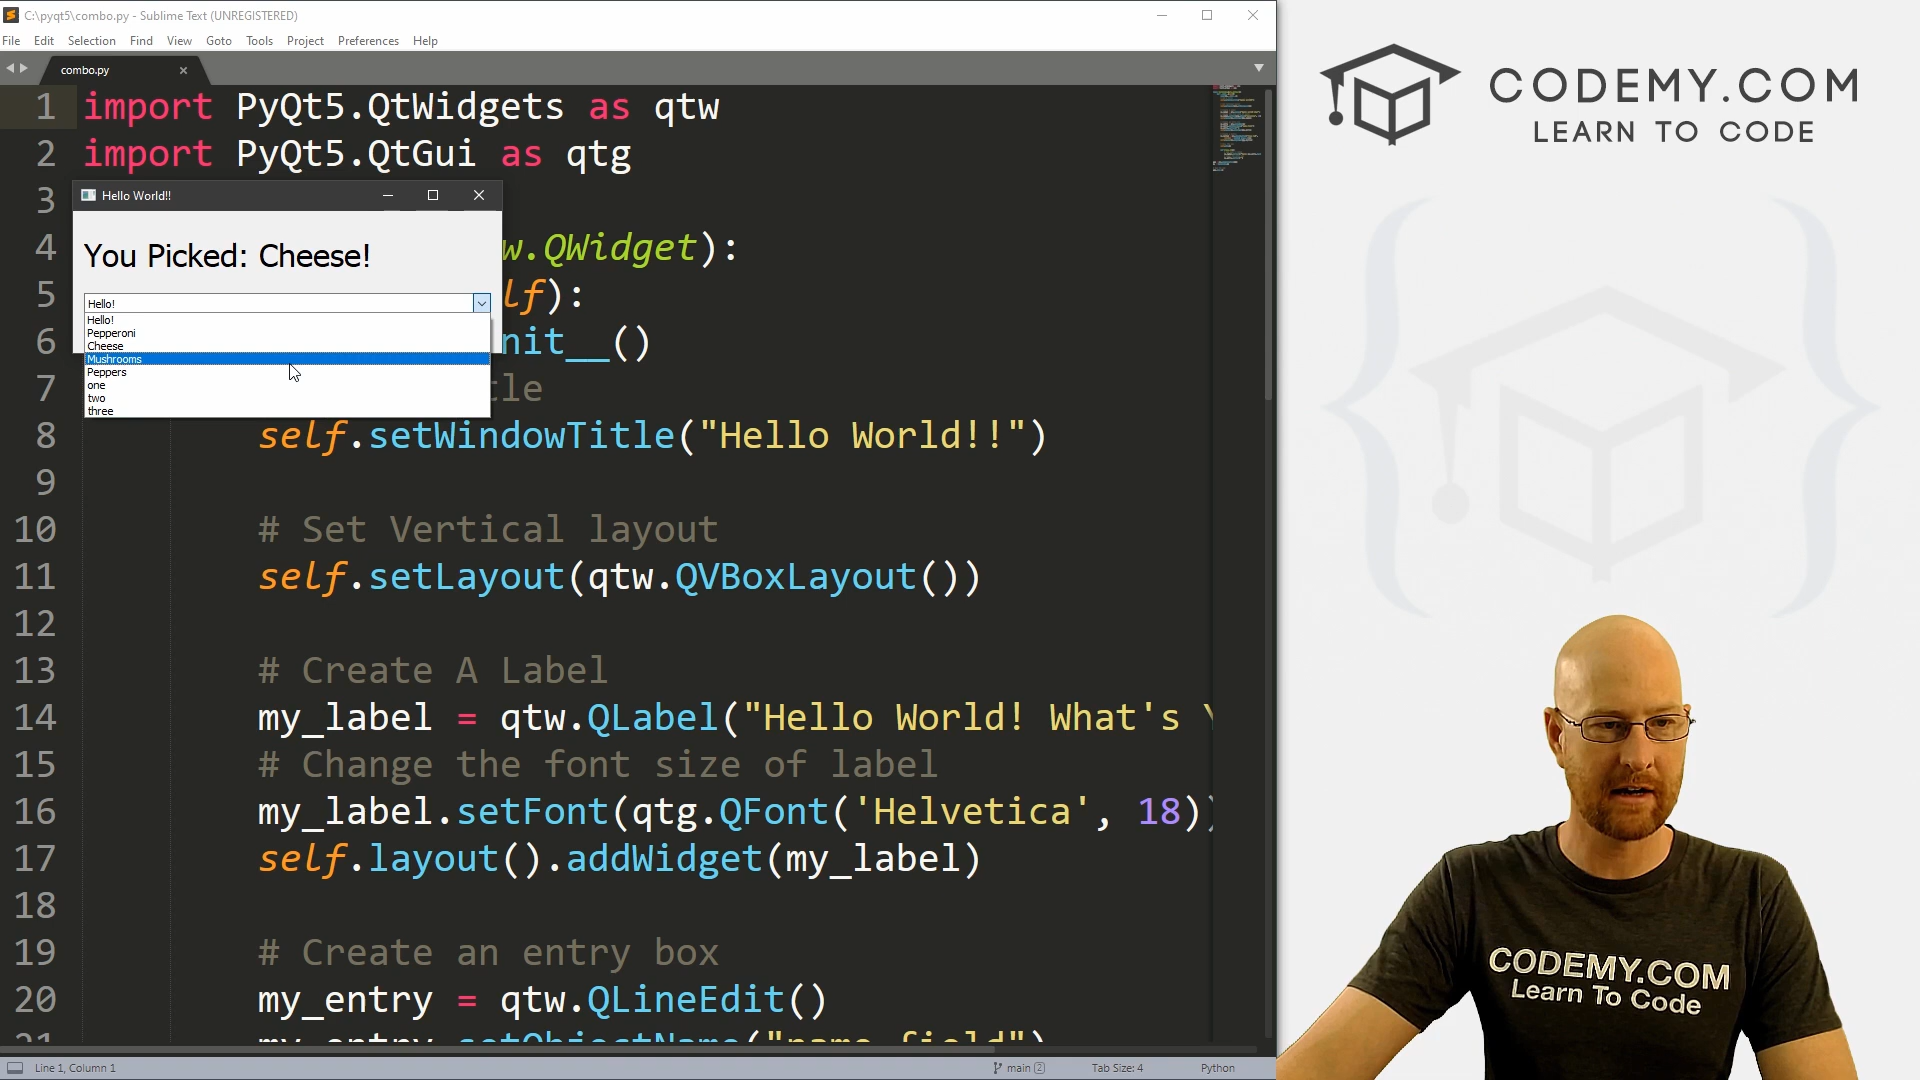 C:\pyqt5\combo.py - Sublime Text (UNREGISTERED)
File Edit Selection Find View Goto Tools Project Preferences Help
combo.py
1 import PyQt5.QtWidgets as qtw
2 import PyQt5.QtGui as qtg
3
4 w.QWidget):
5 lf):
6 nit__()
7 tle
8 self.setWindowTitle("Hello World!!")
9
10 # Set Vertical layout
11 self.setLayout(qtw.QVBoxLayout())
12
13 # Create A Label
14 my_label = qtw.QLabel("Hello World! What's
15 # Change the font size of label
16 my_label.setFont(qtg.QFont('Helvetica', 18))
17 self.layout().addWidget(my_label)
18
19 # Create an entry box
20 my_entry = qtw.QLineEdit()
21 my_entry.setObjectName("name_field")
Hello World!!
You Picked: Cheese!
Hello!
Hello!
Pepperoni
Cheese
Mushrooms
Peppers
one
two
three
Line 1, Column 1
main 2
Tab Size: 4
Python
CODEMY.COM
LEARN TO CODE
CODEMY.COM
Learn To Code